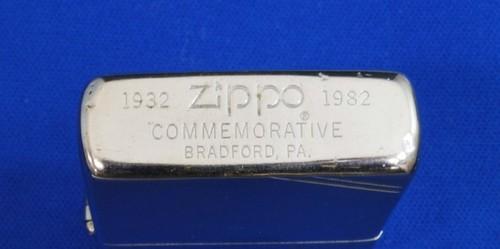 1932 Zippo 1982
®
COMMEMORATIVE
BRADFORD, PA.